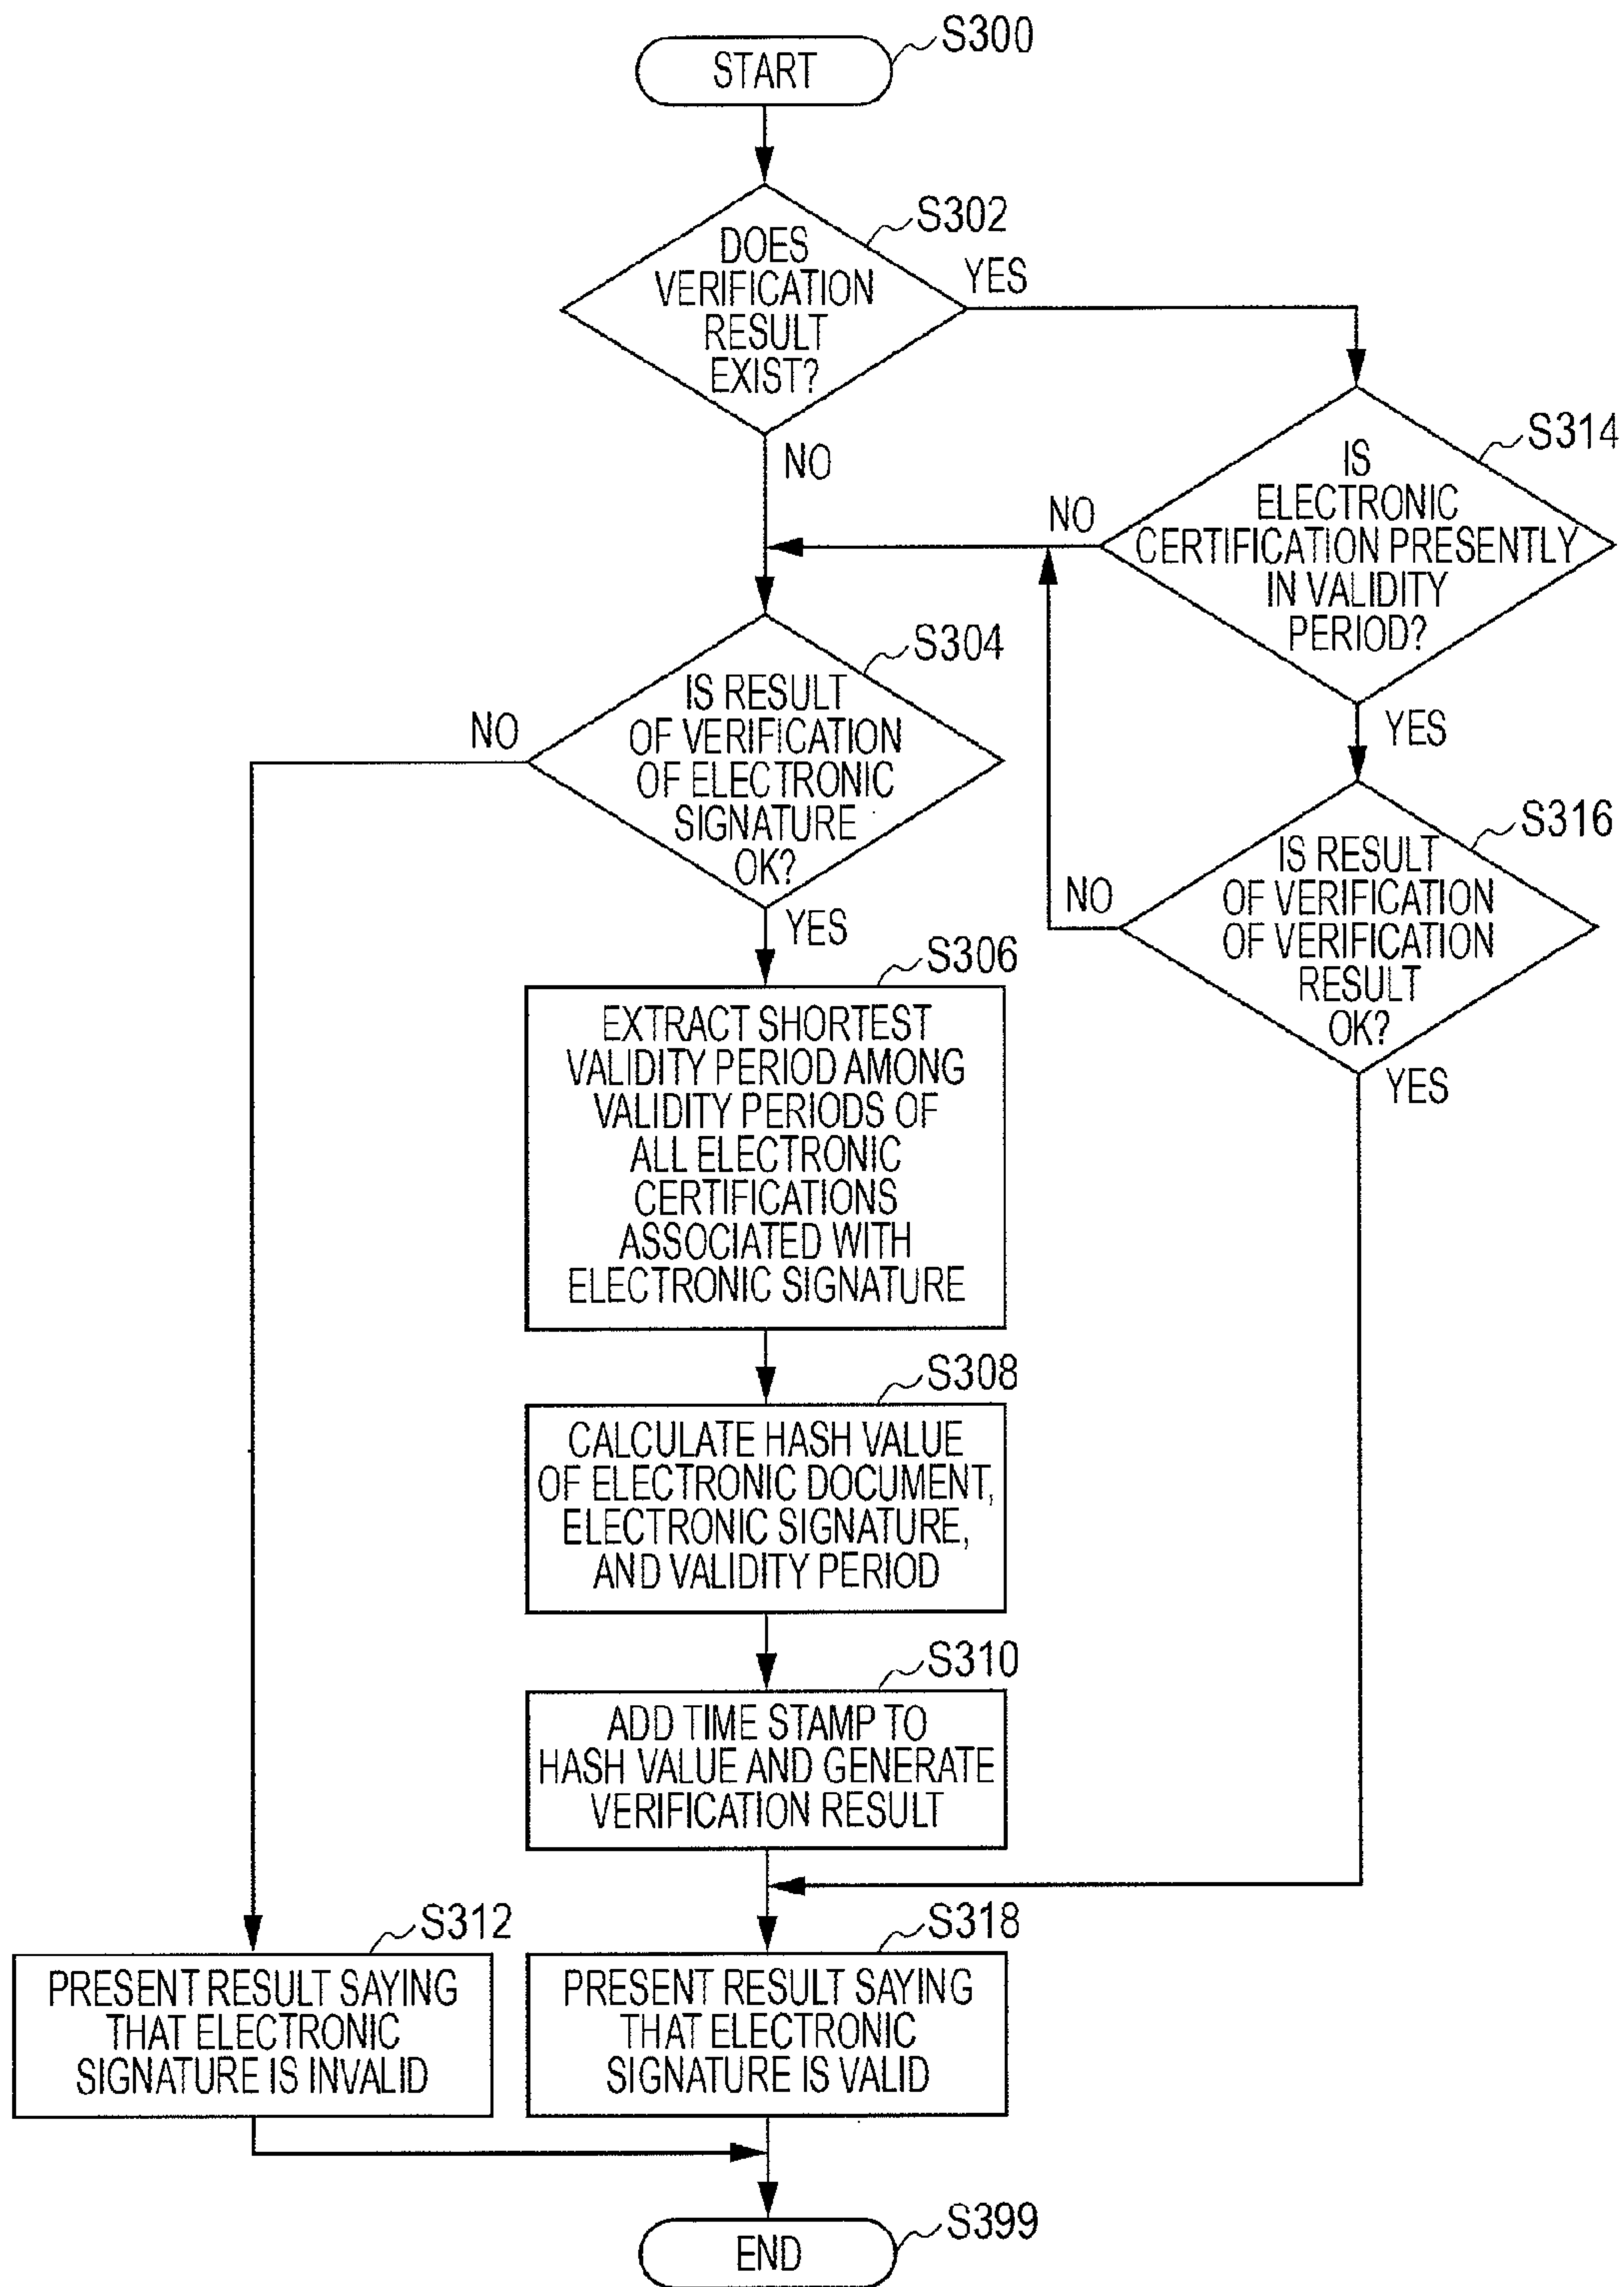 S300
START
S302
DOES
VERIFICATION
RESULT
EXIST?
YES
NO
S314
IS
ELECTRONIC
CERTIFICATION PRESENTLY
IN VALIDITY
PERIOD?
NO
YES
S304
IS RESULT
OF VERIFICATION
OF ELECTRONIC
SIGNATURE
OK?
NO
YES
S316
IS RESULT
OF VERIFICATION
OF VERIFICATION
RESULT
OK?
NO
YES
S306
EXTRACT SHORTEST
VALIDITY PERIOD AMONG
VALIDITY PERIODS OF
ALL ELECTRONIC
CERTIFICATIONS
ASSOCIATED WITH
ELECTRONIC SIGNATURE
S308
CALCULATE HASH VALUE
OF ELECTRONIC DOCUMENT,
ELECTRONIC SIGNATURE,
AND VALIDITY PERIOD
S310
ADD TIME STAMP TO
HASH VALUE AND GENERATE
VERIFICATION RESULT
S312
PRESENT RESULT SAYING
THAT ELECTRONIC
SIGNATURE IS INVALID
S318
PRESENT RESULT SAYING
THAT ELECTRONIC
SIGNATURE IS VALID
S399
END